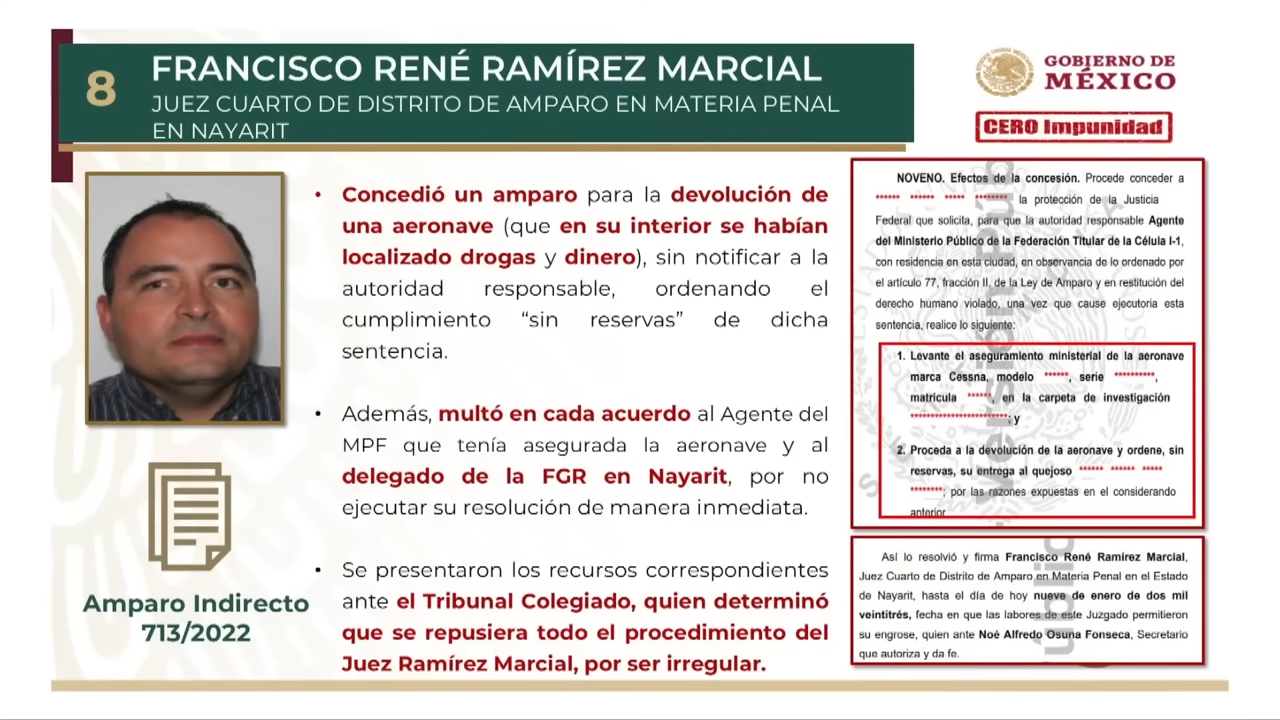 8
FRANCISCO RENÉ RAMÍREZ MARCIAL
JUEZ CUARTO DE DISTRITO DE AMPARO EN MATERIA PENAL
EN NAYARIT
GOBIERNO DE
MÉXICO
CERO Impunidad
• Concedió un amparo para la devolución de
una aeronave (que en su interior se habían
localizado drogas y dinero), sin notificar a la
autoridad responsable, ordenando el
cumplimiento “sin reservas” de dicha
sentencia.
• Además, multó en cada acuerdo al Agente del
MPF que tenía asegurada la aeronave y al
delegado de la FGR en Nayarit, por no
ejecutar su resolución de manera inmediata.
• Se presentaron los recursos correspondientes
ante el Tribunal Colegiado, quien determinó
que se repusiera todo el procedimiento del
Juez Ramírez Marcial, por ser irregular.
Amparo Indirecto
713/2022
NOVENO. Efectos de la concesión. Procede conceder a
****** ****** ***** ******** la protección de la Justicia
Federal que solicita, para que la autoridad responsable Agente
del Ministerio Público de la Federación Titular de la Célula I-1,
con residencia en esta ciudad, en observancia de lo ordenado por
el artículo 77, fracción II, de la Ley de Amparo y en restitución del
derecho humano violado, una vez que cause ejecutoria esta
sentencia, realice lo siguiente:
1. Levante el aseguramiento ministerial de la aeronave
marca Cessna, modelo ******, serie **********,
matricula ******, en la carpeta de investigación
************************; y
2. Proceda a la devolución de la aeronave y ordene, sin
reservas, su entrega al quejoso ****** ****** *****
********; por las razones expuestas en el considerando
anterior
Así lo resolvió y firma Francisco René Ramírez Marcial,
Juez Cuarto de Distrito de Amparo en Materia Penal en el Estado
de Nayarit, hasta el día de hoy nueve de enero de dos mil
veintitrés, fecha en que las labores de este Juzgado permitieron
su engrose, quien ante Noé Alfredo Osuna Fonseca, Secretario
que autoriza y da fe.